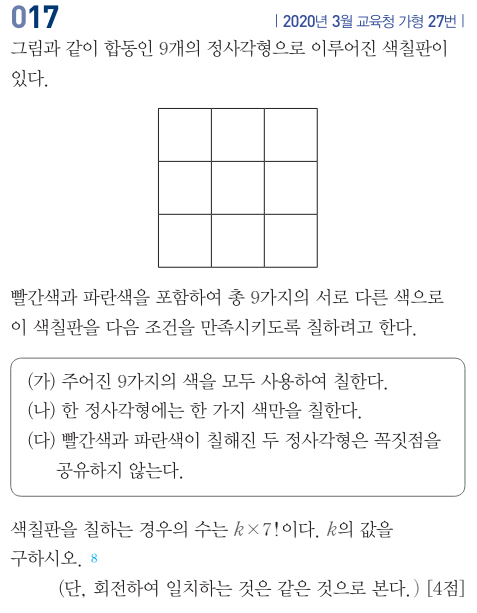 017
| 2020년 3월 교육청 가형 27번 |
그림과 같이 합동인 9개의 정사각형으로 이루어진 색칠판이
있다.
빨간색과 파란색을 포함하여 총 9가지의 서로 다른 색으로
이 색칠판을 다음 조건을 만족시키도록 칠하려고 한다.
(가) 주어진 9가지의 색을 모두 사용하여 칠한다.
(나) 한 정사각형에는 한 가지 색만을 칠한다.
(다) 빨간색과 파란색이 칠해진 두 정사각형은 꼭짓점을
공유하지 않는다.
색칠판을 칠하는 경우의 수는 k×7!이다. k의 값을
구하시오. 8
(단, 회전하여 일치하는 것은 같은 것으로 본다.) [4점]